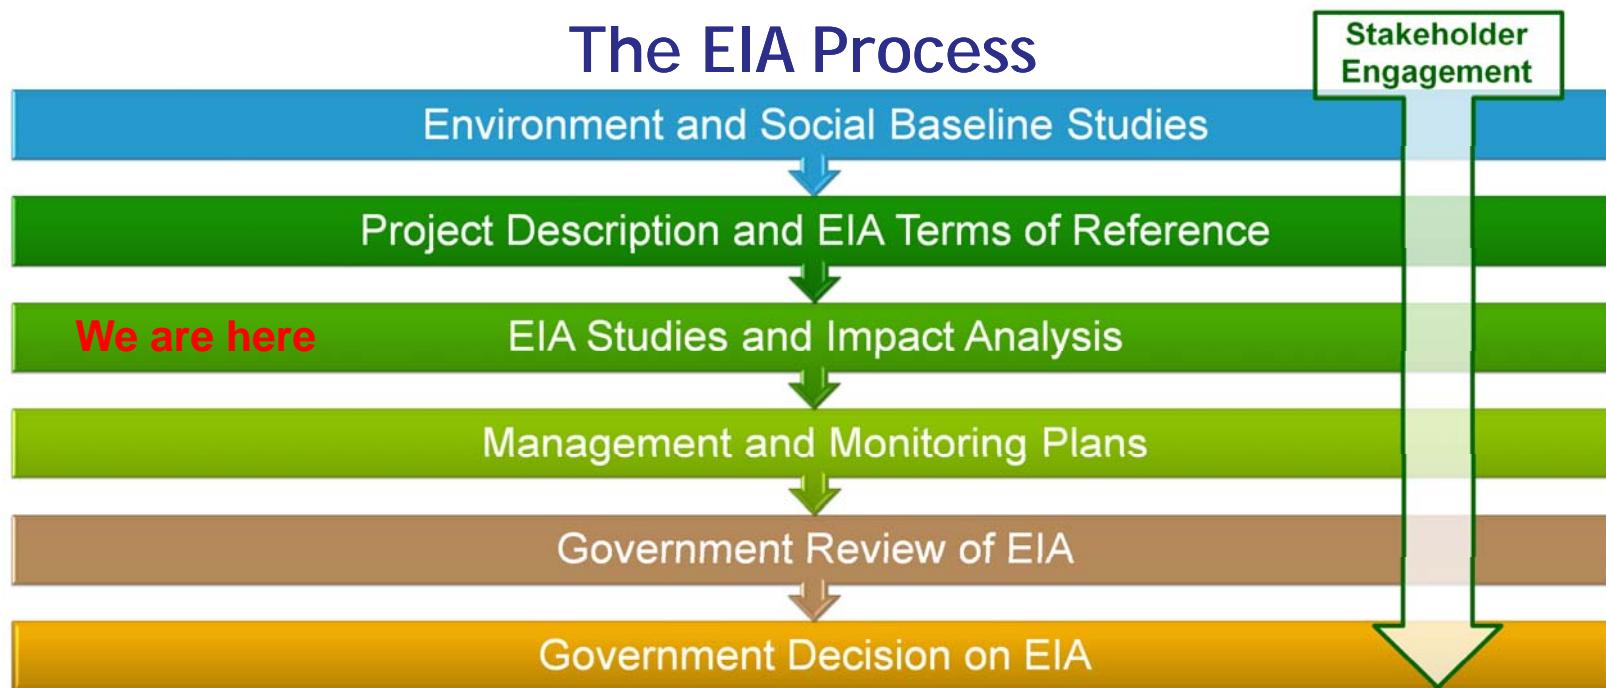 The EIA Process
Stakeholder
Engagement
Environment and Social Baseline Studies
Project Description and EIA Terms of Reference
We are here
EIA Studies and Impact Analysis
Management and Monitoring Plans
Government Review of EIA
Government Decision on EIA